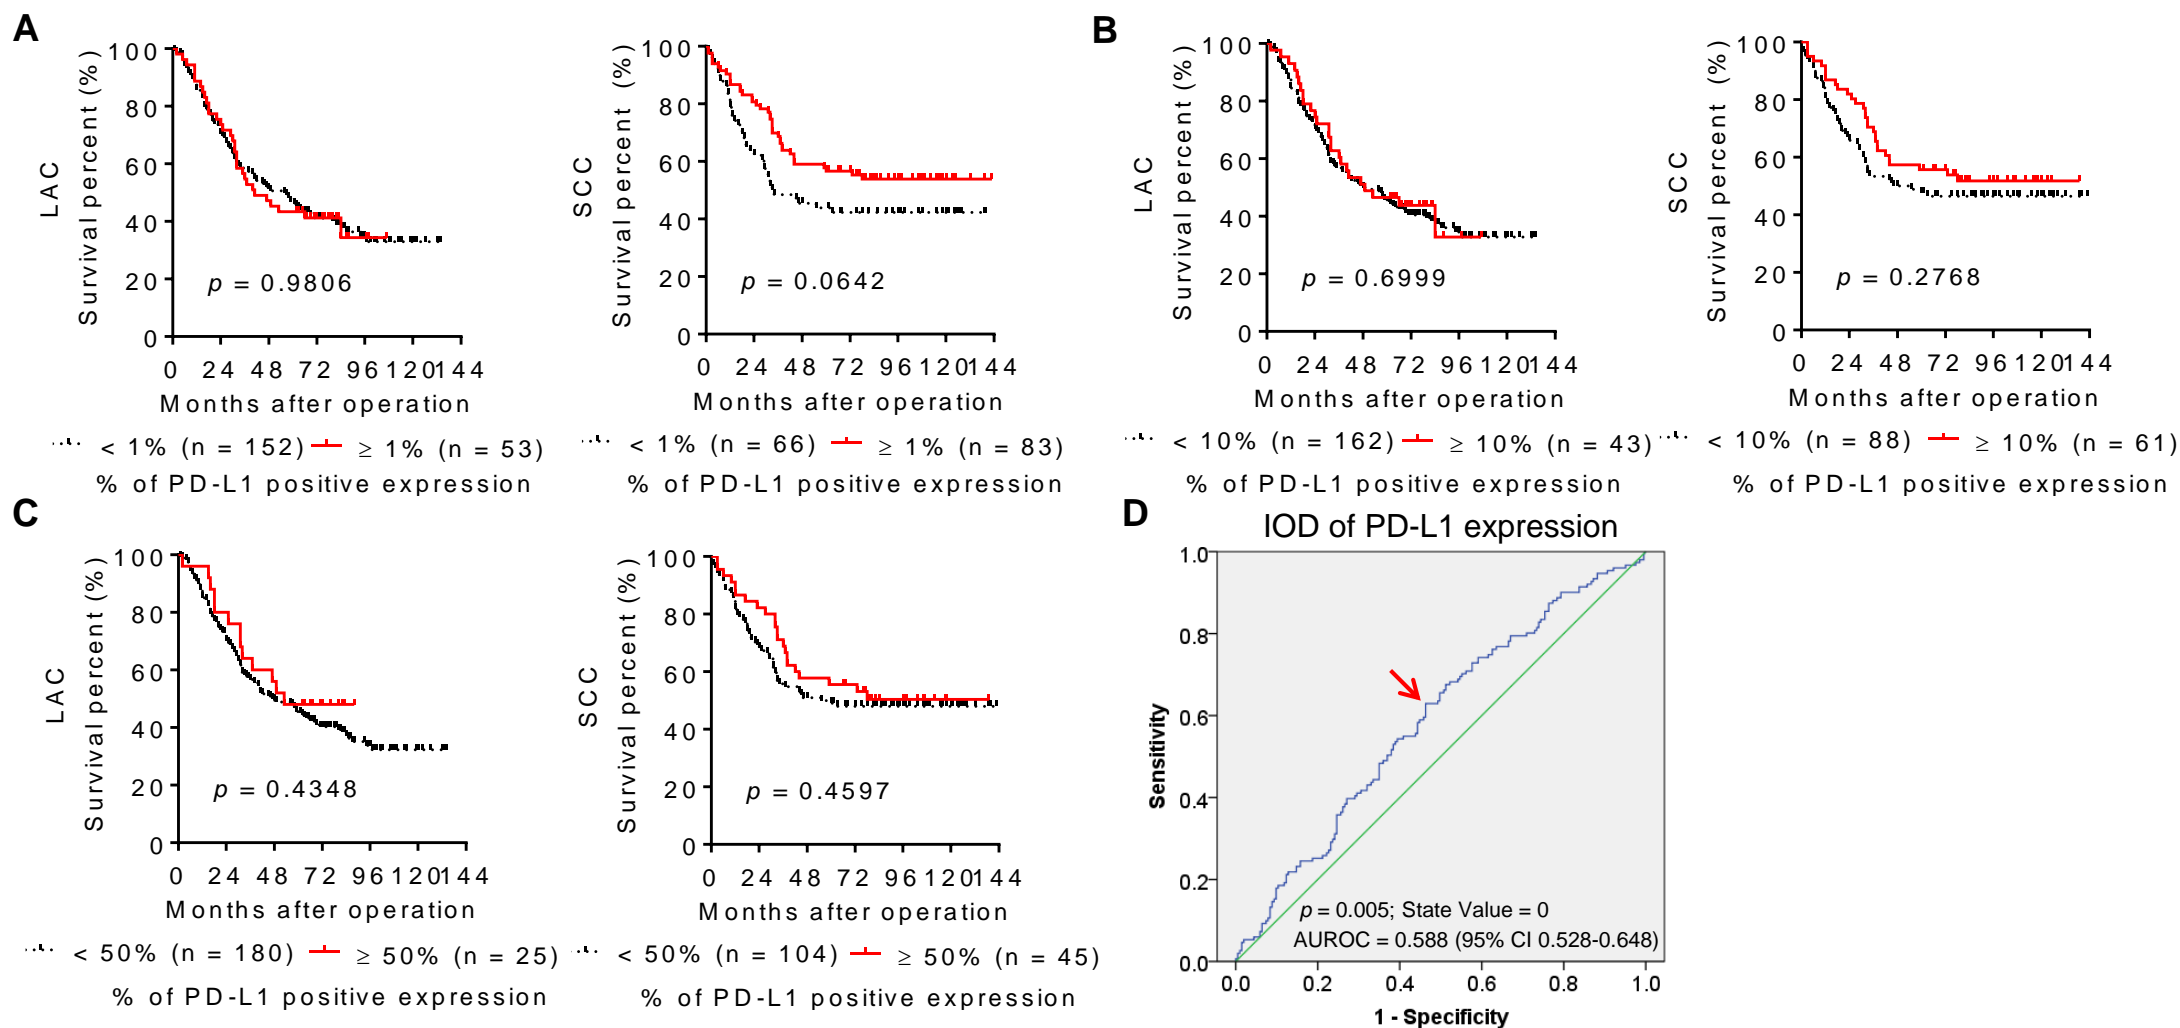 A
LAC
Survival percent (%)
100
80
60
40
20
0
p = 0.9806
0 24 48 72 96 120 144
Months after operation
< 1% (n = 152) ≥ 1% (n = 53)
% of PD-L1 positive expression
SCC
Survival percent (%)
100
80
60
40
20
0
p = 0.0642
0 24 48 72 96 120 144
Months after operation
< 1% (n = 66) ≥ 1% (n = 83)
% of PD-L1 positive expression
B
LAC
Survival percent (%)
100
80
60
40
20
0
p = 0.6999
0 24 48 72 96 120 144
Months after operation
< 10% (n = 162) ≥ 10% (n = 43)
% of PD-L1 positive expression
SCC
Survival percent (%)
100
80
60
40
20
0
p = 0.2768
0 24 48 72 96 120 144
Months after operation
< 10% (n = 88) ≥ 10% (n = 61)
% of PD-L1 positive expression
C
LAC
Survival percent (%)
100
80
60
40
20
0
p = 0.4348
0 24 48 72 96 120 144
Months after operation
< 50% (n = 180) ≥ 50% (n = 25)
% of PD-L1 positive expression
SCC
Survival percent (%)
100
80
60
40
20
0
p = 0.4597
0 24 48 72 96 120 144
Months after operation
< 50% (n = 104) ≥ 50% (n = 45)
% of PD-L1 positive expression
D
IOD of PD-L1 expression
Sensitivity
1.0
0.8
0.6
0.4
0.2
0.0
p = 0.005; State Value = 0
AUROC = 0.588 (95% CI 0.528-0.648)
0.0 0.2 0.4 0.6 0.8 1.0
1 - Specificity